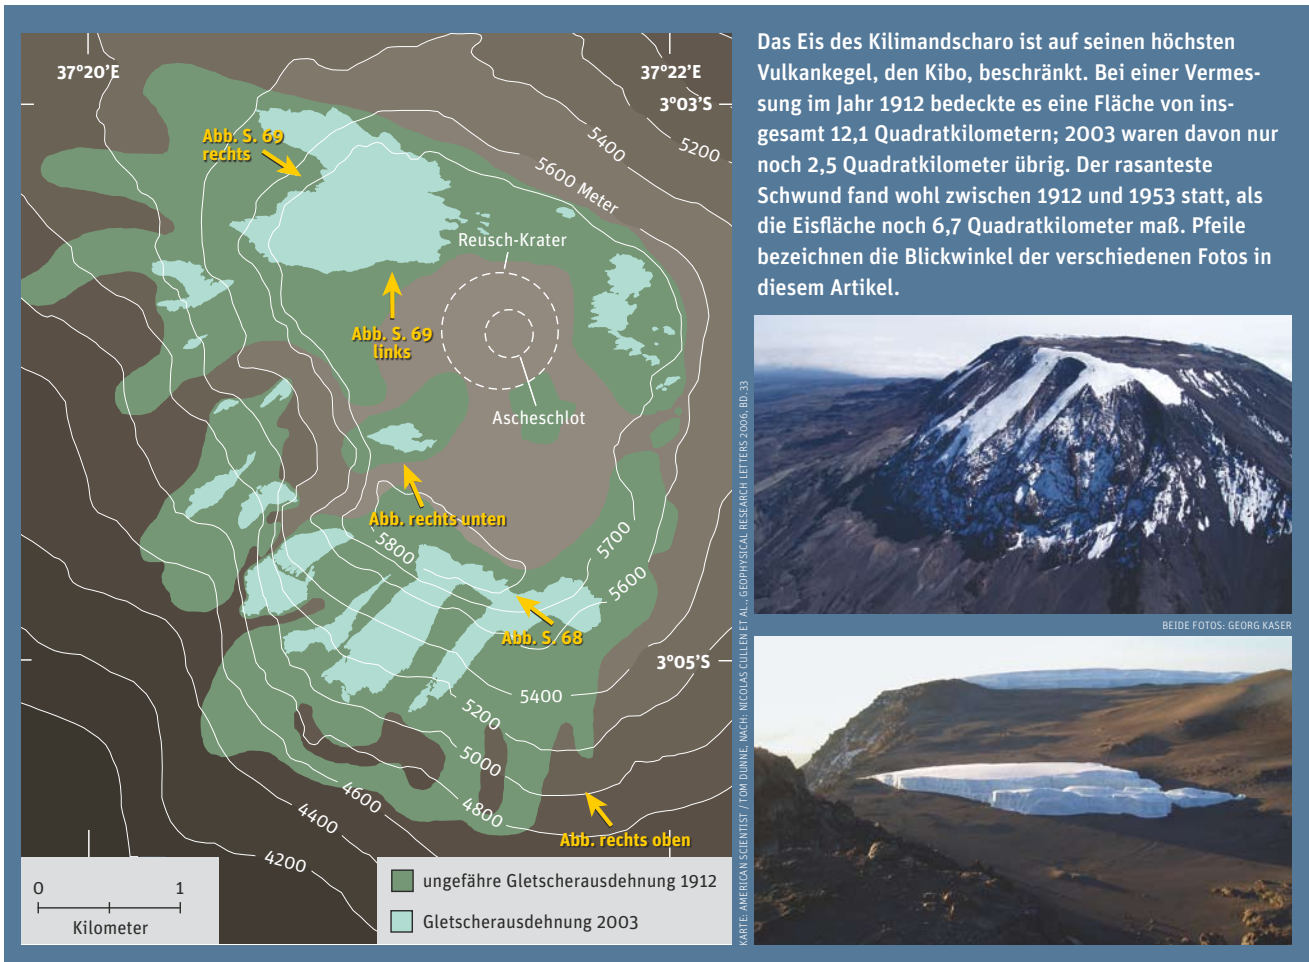 37°20'E
37°22'E
3°03'S
Abb. S. 69
rechts
5400
5200
5600 Meter
Reusch-Krater
Abb. S. 69
links
Ascheschlot
Abb. rechts unten
5800
5700
5600
Abb. S. 68
3°05'S
5400
5200
5000
4800
4600
4400
4200
Abb. rechts oben
0 1
Kilometer
ungefähre Gletscherausdehnung 1912
Gletscherausdehnung 2003
Das Eis des Kilimandscharo ist auf seinen höchsten
Vulkankegel, den Kibo, beschränkt. Bei einer Vermes-
sung im Jahr 1912 bedeckte es eine Fläche von ins-
gesamt 12,1 Quadratkilometern; 2003 waren davon nur
noch 2,5 Quadratkilometer übrig. Der rasanteste
Schwund fand wohl zwischen 1912 und 1953 statt, als
die Eisfläche noch 6,7 Quadratkilometer maß. Pfeile
bezeichnen die Blickwinkel der verschiedenen Fotos in
diesem Artikel.
BEIDE FOTOS: GEORG KASER
KARTE: AMERICAN SCIENTIST / TOM DUNNE, NACH: NICOLAS CULLEN ET AL., GEOPHYSICAL RESEARCH LETTERS 2006, BD.33